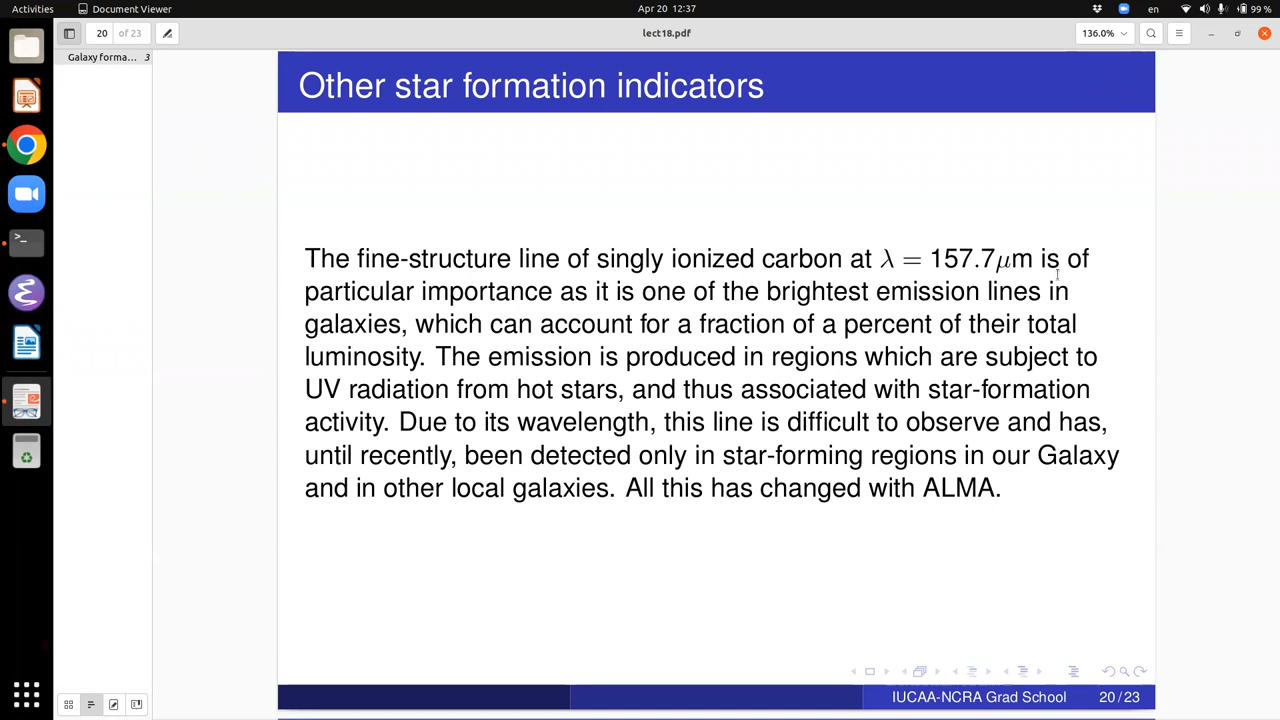 Activities Document Viewer Apr 20 12:37 en 99 %
20 of 23 lect18.pdf 136.0%
Galaxy forma... 3
Other star formation indicators
The fine-structure line of singly ionized carbon at λ = 157.7μm is of
particular importance as it is one of the brightest emission lines in
galaxies, which can account for a fraction of a percent of their total
luminosity. The emission is produced in regions which are subject to
UV radiation from hot stars, and thus associated with star-formation
activity. Due to its wavelength, this line is difficult to observe and has,
until recently, been detected only in star-forming regions in our Galaxy
and in other local galaxies. All this has changed with ALMA.
IUCAA-NCRA Grad School 20/23